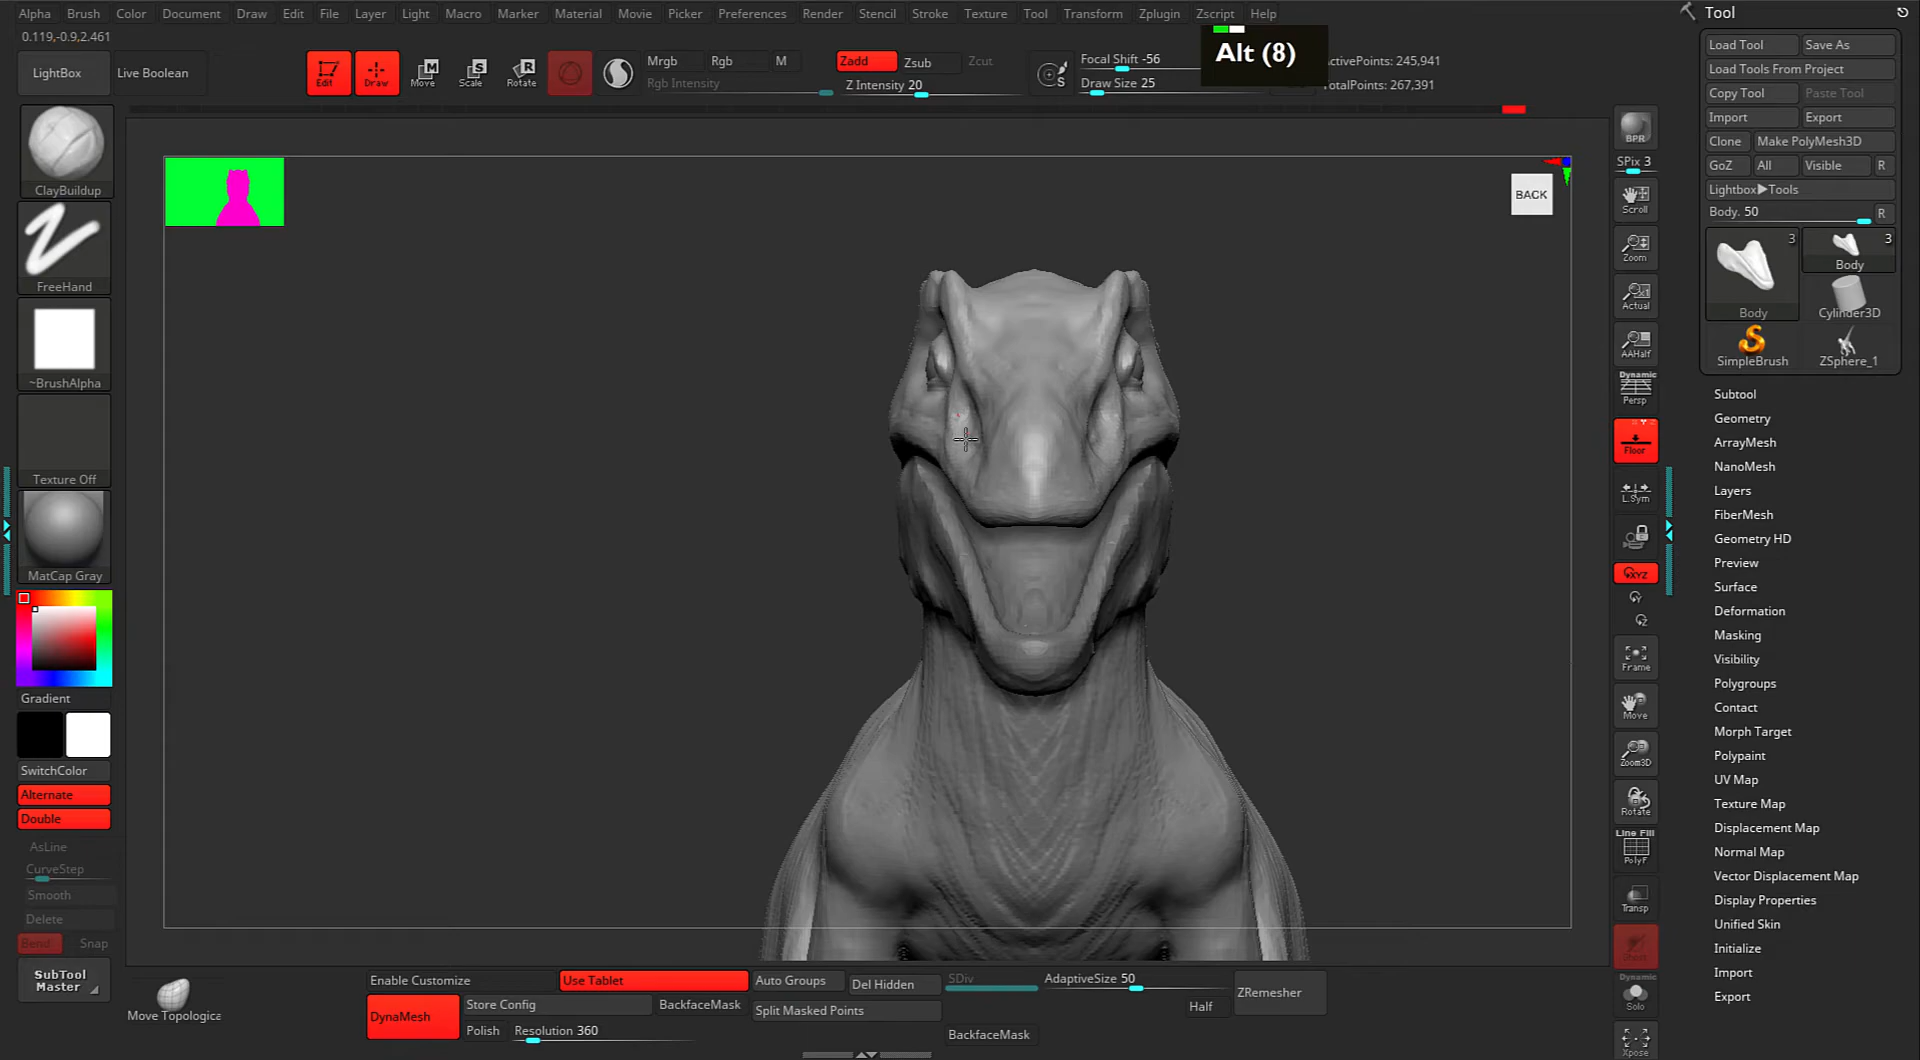 Alpha Brush Color Document Draw Edit File Layer Light Macro Marker Material Movie Picker Preferences Render Stencil Stroke Texture Tool Transform Zplugin Zscript Help
0.119,-0.9,2.461
LightBox
Live Boolean
Edit
Draw
Move
Scale
Rotate
Mrgb Rgb M
Rgb Intensity
Zadd Zsub Zcut
Z Intensity 20
Focal Shift -56
Draw Size 25
Alt (8)
ctivePoints: 245,941
otalPoints: 267,391
ClayBuildup
FreeHand
~BrushAlpha
Texture Off
MatCap Gray
Gradient
SwitchColor
Alternate
Double
AsLine
CurveStep
Smooth
Delete
Bend Snap
SubTool
Master
BACK
Move Topologica
Enable Customize
Use Tablet
Auto Groups
Del Hidden
SDiv
AdaptiveSize 50
ZRemesher
DynaMesh
Store Config
BackfaceMask
Split Masked Points
Half
Polish
Resolution 360
BackfaceMask
BPR
SPix 3
Scroll
Zoom
Actual
AAHalf
Dynamic
Persp
Floor
L.Sym
XYZ
Y
Z
Frame
Move
Zoom3D
Rotate
Line Fill
PolyF
Transp
Ghost
Dynamic
Solo
Xpose
Tool
Load Tool Save As
Load Tools From Project
Copy Tool Paste Tool
Import Export
Clone Make PolyMesh3D
GoZ All Visible R
Lightbox▶Tools
Body. 50 R
3 3
Body
Body
Cylinder3D
SimpleBrush
ZSphere_1
Subtool
Geometry
ArrayMesh
NanoMesh
Layers
FiberMesh
Geometry HD
Preview
Surface
Deformation
Masking
Visibility
Polygroups
Contact
Morph Target
Polypaint
UV Map
Texture Map
Displacement Map
Normal Map
Vector Displacement Map
Display Properties
Unified Skin
Initialize
Import
Export